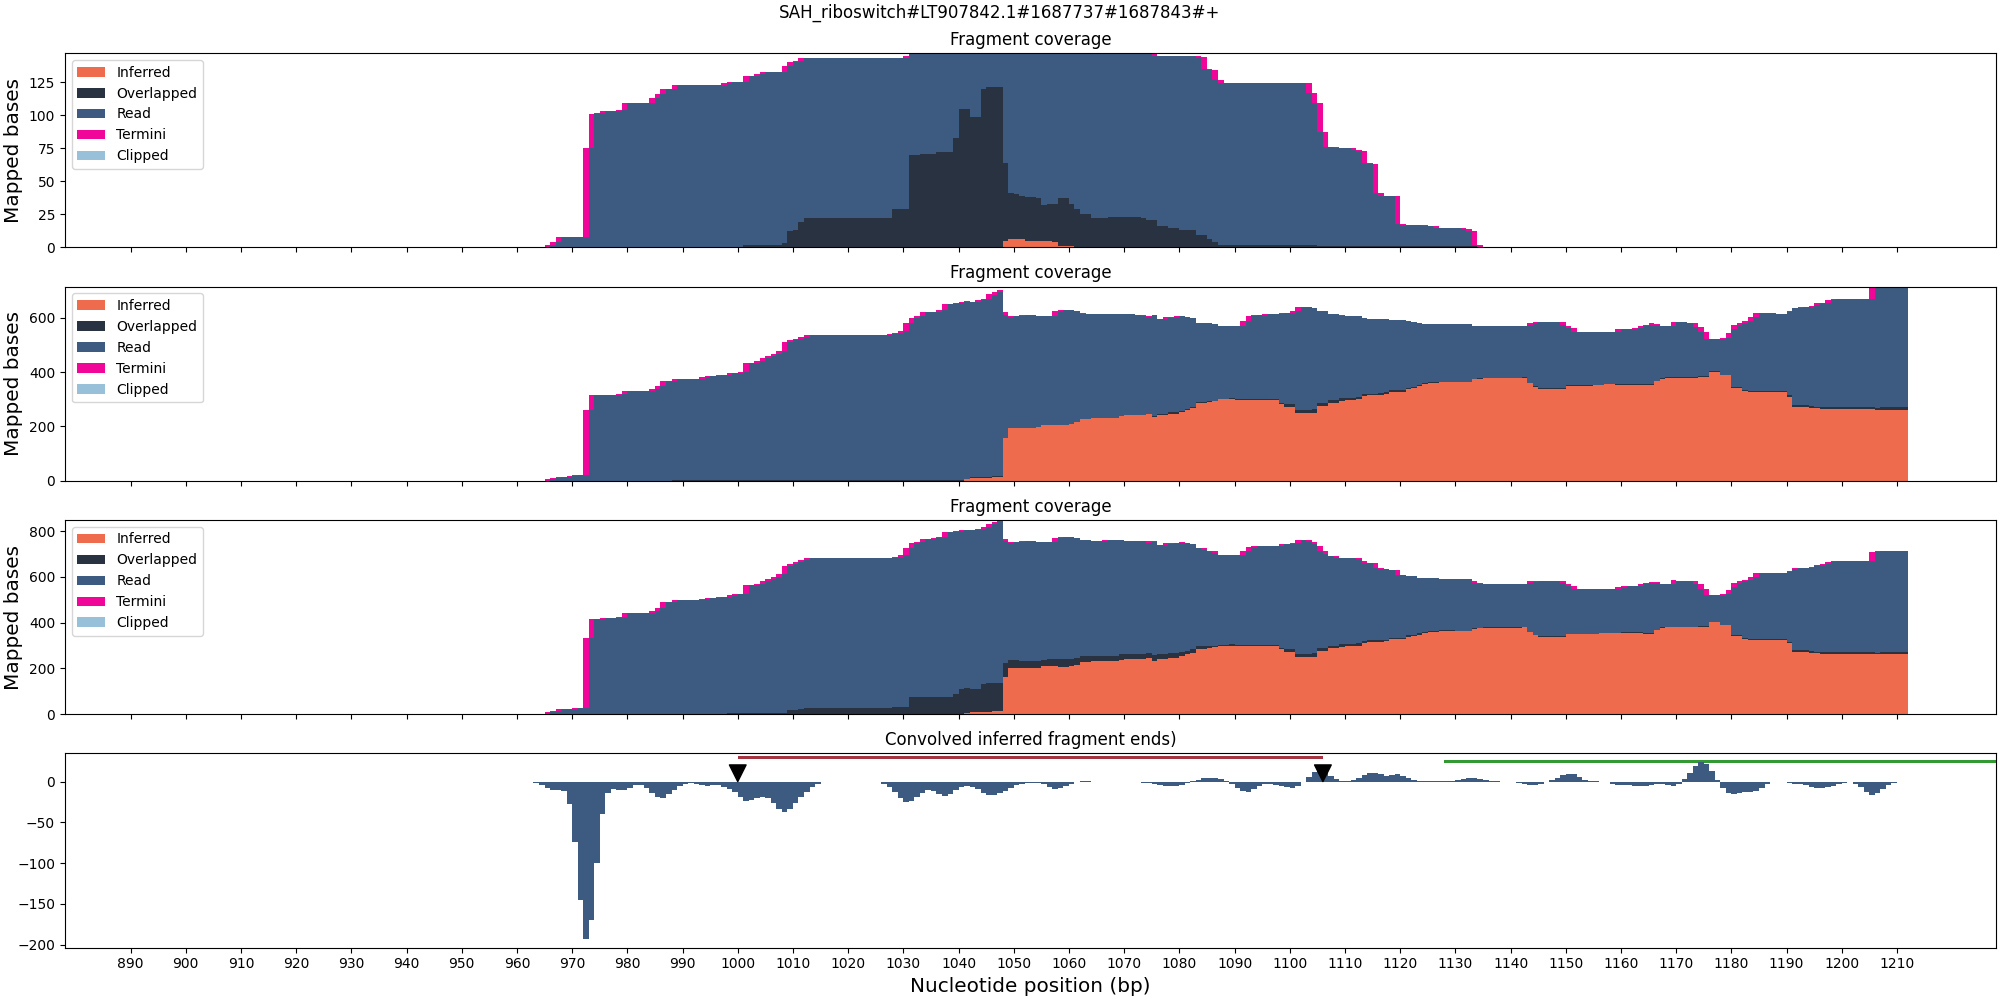 SAH_riboswitch#LT907842.1#1687737#1687843#+
Fragment coverage
Mapped bases
125
100
75
50
25
0
Inferred
Overlapped
Read
Termini
Clipped
Fragment coverage
Mapped bases
600
400
200
0
Inferred
Overlapped
Read
Termini
Clipped
Fragment coverage
Mapped bases
800
600
400
200
0
Inferred
Overlapped
Read
Termini
Clipped
Convolved inferred fragment ends)
0
−50
−100
−150
−200
890 900 910 920 930 940 950 960 970 980 990 1000 1010 1020 1030 1040 1050 1060 1070 1080 1090 1100 1110 1120 1130 1140 1150 1160 1170 1180 1190 1200 1210
Nucleotide position (bp)